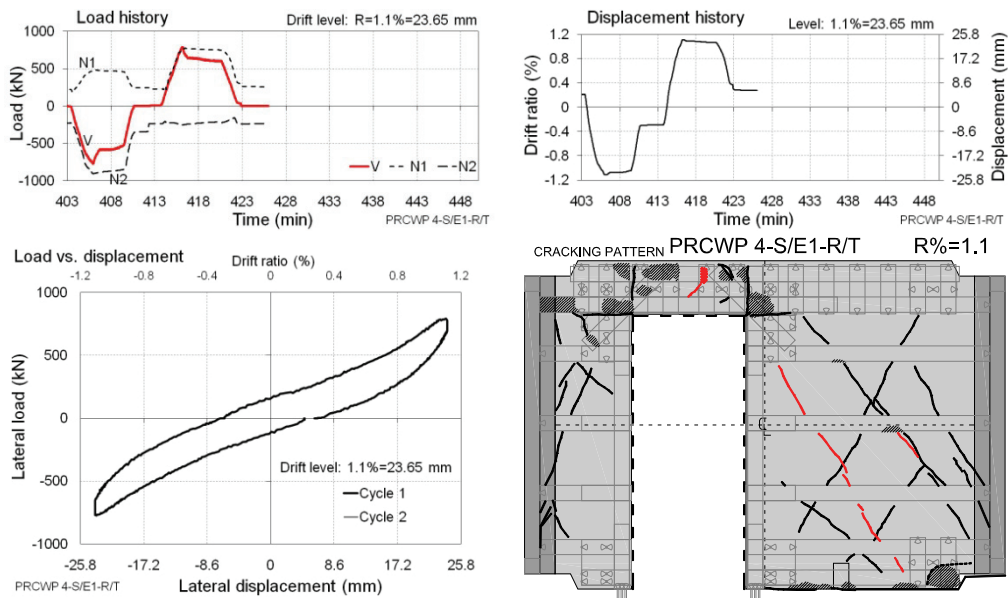 Load history
Drift level: R=1.1%=23.65 mm
Load (kN)
1000
500
0
-500
-1000
N1
V
N2
V
N1
N2
403 408 413 418 423 428 433 438 443 448
Time (min)
PRCWP 4-S/E1-R/T
Displacement history
Level: 1.1%=23.65 mm
Drift ratio (%)
1.2
0.8
0.4
0
-0.4
-0.8
-1.2
25.8
17.2
8.6
0
-8.6
-17.2
-25.8
Displacement (mm)
403 408 413 418 423 428 433 438 443 448
Time (min)
PRCWP 4-S/E1-R/T
Load vs. displacement
Drift ratio (%)
-1.2 -0.8 -0.4 0 0.4 0.8 1.2
Lateral load (kN)
1000
500
0
-500
-1000
Drift level: 1.1%=23.65 mm
Cycle 1
Cycle 2
-25.8 -17.2 -8.6 0 8.6 17.2 25.8
PRCWP 4-S/E1-R/T
Lateral displacement (mm)
CRACKING PATTERN PRCWP 4-S/E1-R/T R%=1.1